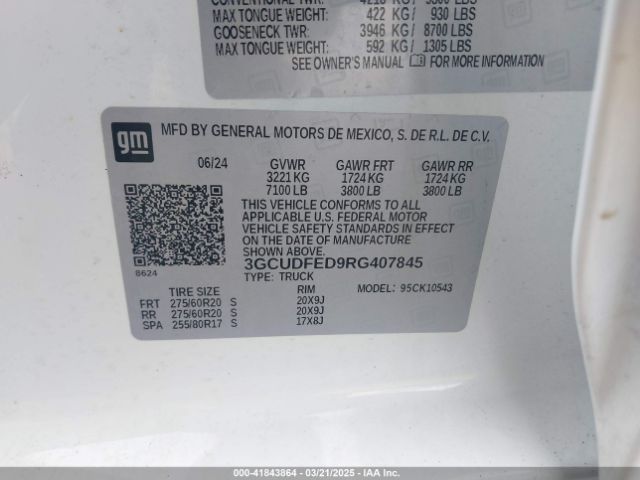 MAX TONGUE WEIGHT: 422 KG/ 930 LBS
GOOSENECK TWR: 3946 KG/ 8700 LBS
MAX TONGUE WEIGHT: 592 KG/ 1305 LBS
SEE OWNER'S MANUAL FOR MORE INFORMATION
gm MFD BY GENERAL MOTORS DE MEXICO, S. DE R.L. DE C.V.
06/24 GVWR GAWR FRT GAWR RR
3221 KG 1724 KG 1724 KG
7100 LB 3800 LB 3800 LB
THIS VEHICLE CONFORMS TO ALL
APPLICABLE U.S. FEDERAL MOTOR
VEHICLE SAFETY STANDARDS IN EFFECT
ON THE DATE OF MANUFACTURE SHOWN
ABOVE.
3GCUDFED9RG407845
8624 TYPE: TRUCK
TIRE SIZE RIM MODEL: 95CK10543
FRT 275/60R20 S 20X9J
RR 275/60R20 S 20X9J
SPA 255/80R17 S 17X8J
000-41843864 - 03/21/2025 - IAA Inc.